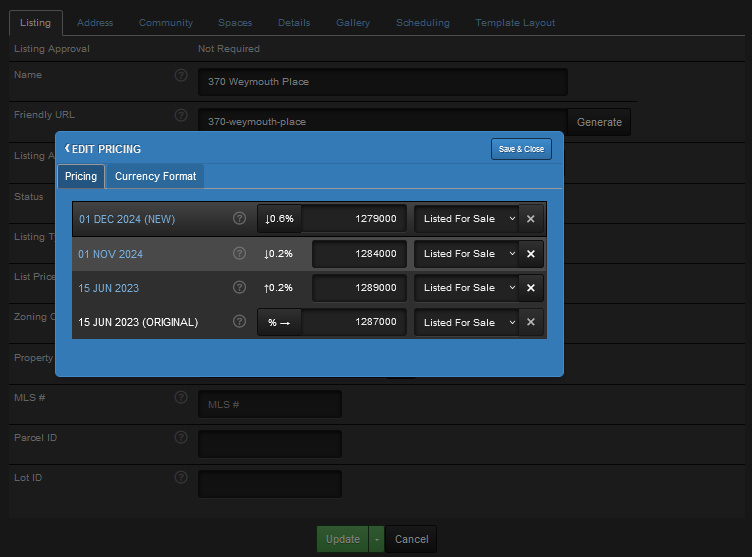 Listing Address Community Spaces Details Gallery Scheduling Template Layout
Listing Approval Not Required
Name ? 370 Weymouth Place
Friendly URL ? 370-weymouth-place Generate
‹EDIT PRICING Save & Close
Listing A
Pricing Currency Format
Status
01 DEC 2024 (NEW) ? ↓0.6% 1279000 Listed For Sale ×
Listing Ty
01 NOV 2024 ? ↓0.2% 1284000 Listed For Sale ×
List Price
15 JUN 2023 ? ↑0.2% 1289000 Listed For Sale ×
Zoning C
15 JUN 2023 (ORIGINAL) ? % → 1287000 Listed For Sale ×
Property
MLS # ? MLS #
Parcel ID ?
Lot ID ?
Update - Cancel